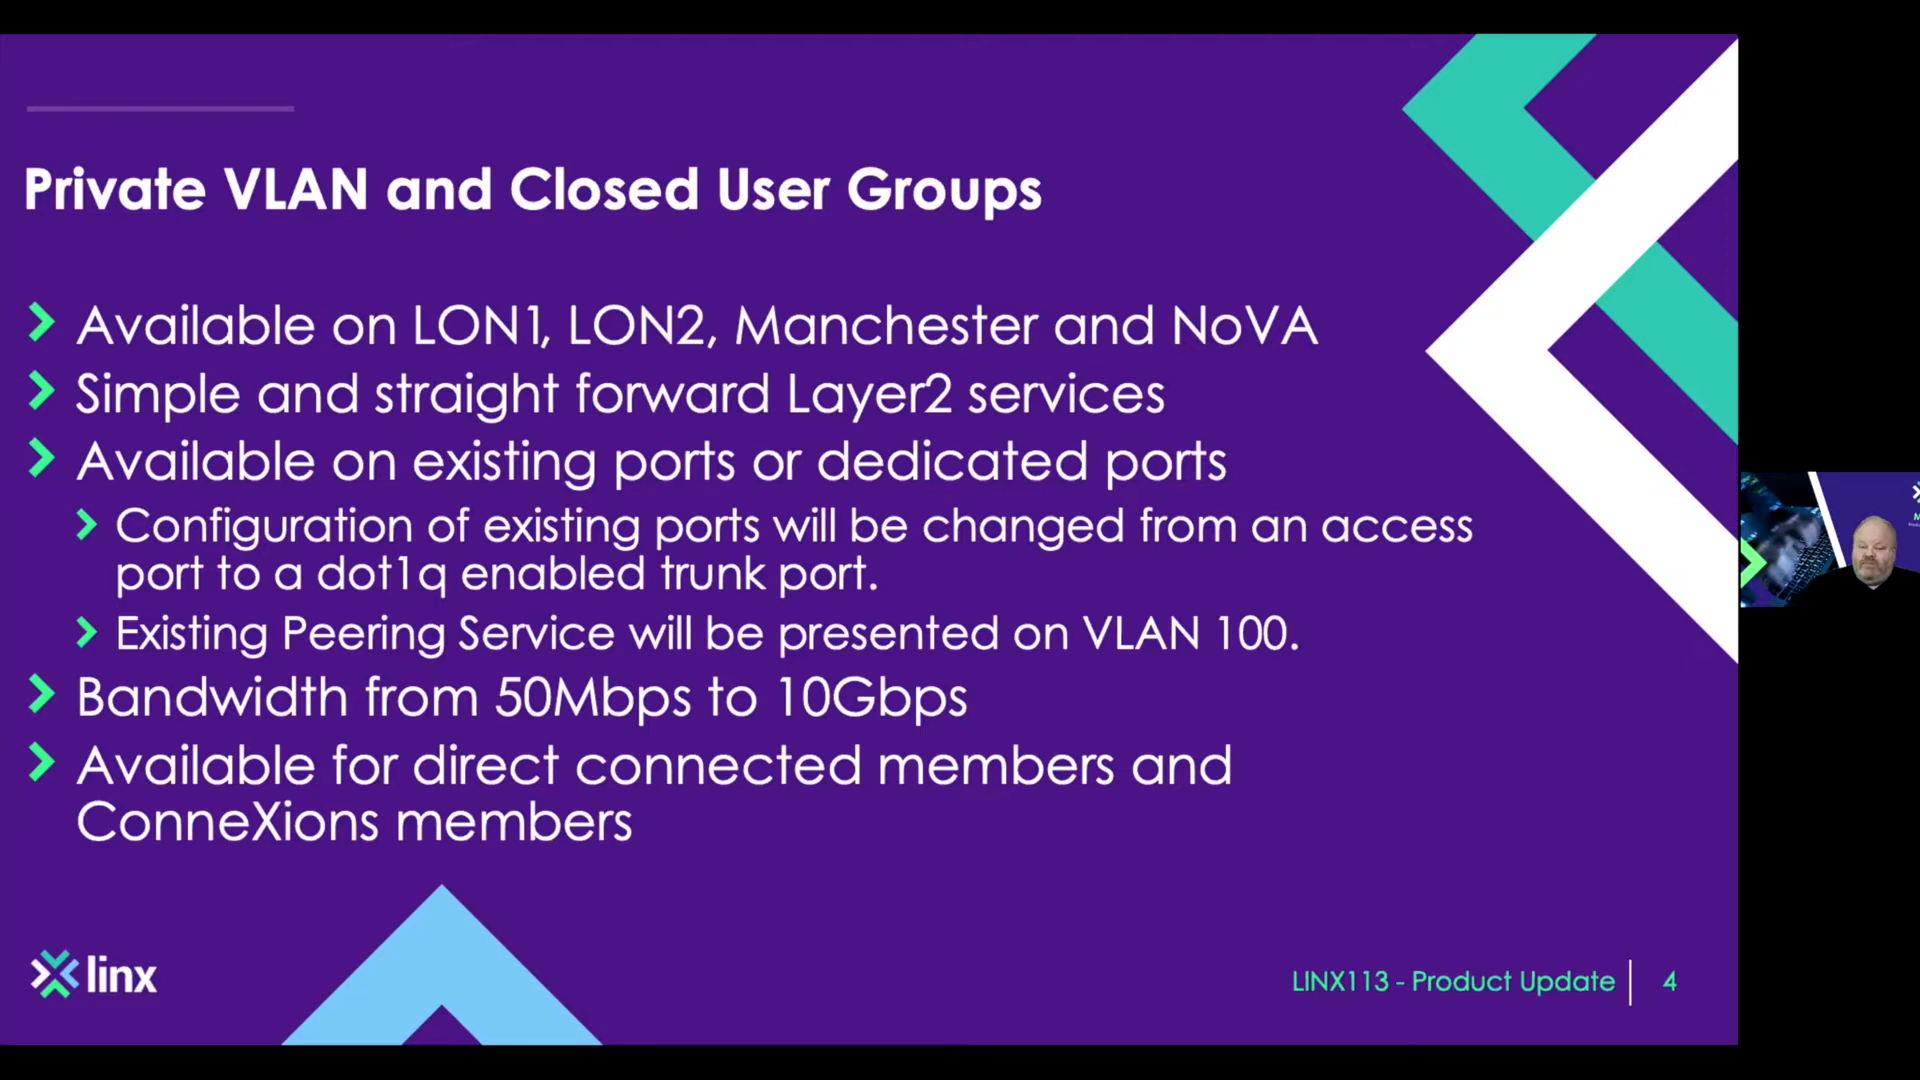 Private VLAN and Closed User Groups
Available on LON1, LON2, Manchester and NoVA
Simple and straight forward Layer2 services
Available on existing ports or dedicated ports
Configuration of existing ports will be changed from an access
port to a dot1q enabled trunk port.
Existing Peering Service will be presented on VLAN 100.
Bandwidth from 50Mbps to 10Gbps
Available for direct connected members and
ConneXions members
linx
LINX113 - Product Update
4